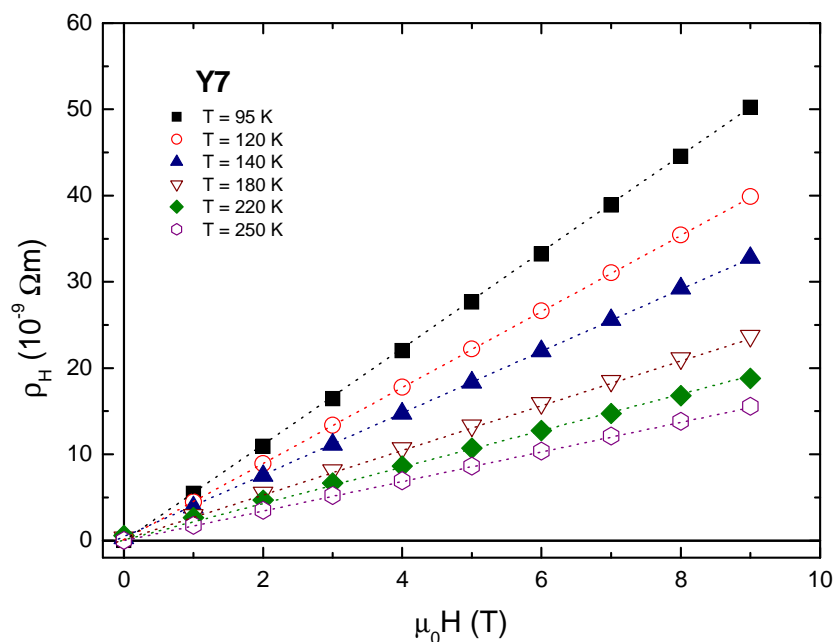 60
50
40
30
20
10
0
ρH (10⁻⁹ Ωm)
Y7
T = 95 K
T = 120 K
T = 140 K
T = 180 K
T = 220 K
T = 250 K
0 2 4 6 8 10
μ₀H (T)